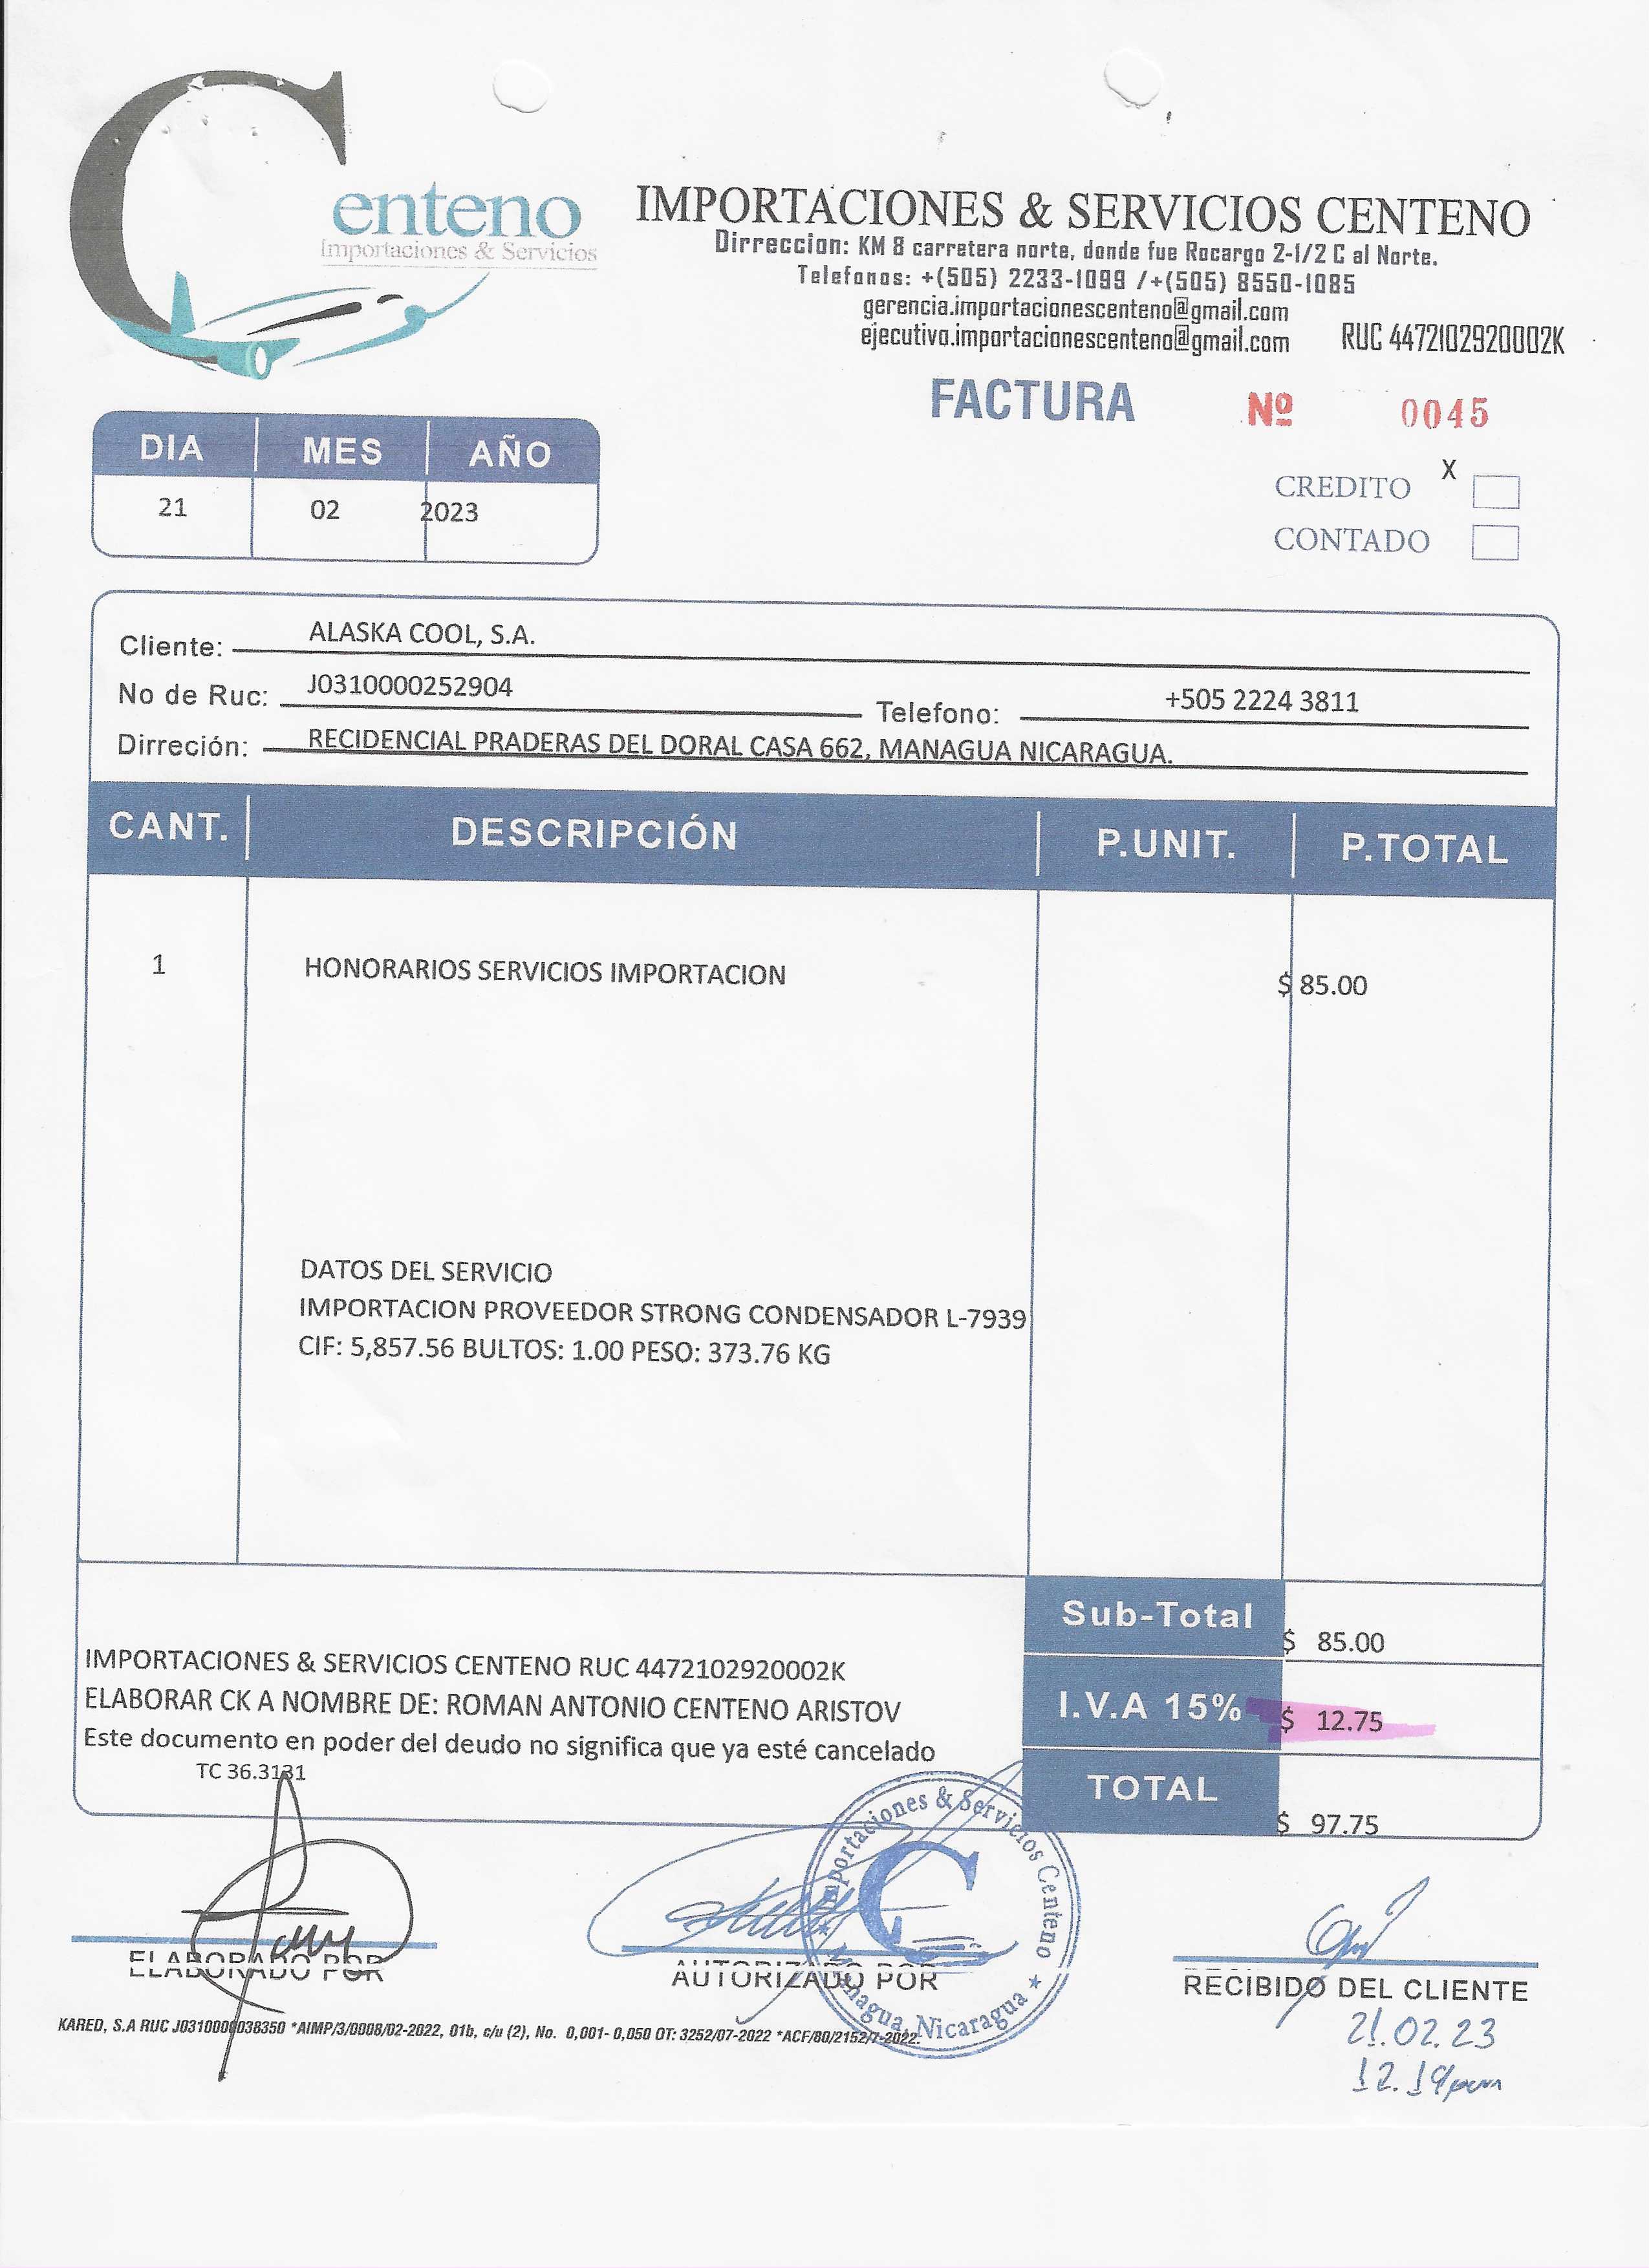 Centeno
Importaciones & Servicios
IMPORTACIONES & SERVICIOS CENTENO
Dirreccion: KM 8 carretera norte, donde fue Rocargo 2-1/2 C al Norte.
Telefonos: +(505) 2233-1099 /+(505) 8550-1085
gerencia.importacionescenteno@gmail.com
ejecutivo.importacionescenteno@gmail.com RUC 4472102920002K
FACTURA Nº 0045
DIA MES AÑO
21 02 2023
CREDITO X
CONTADO
Cliente: ALASKA COOL, S.A.
No de Ruc: J0310000252904 Telefono: +505 2224 3811
Dirreción: RECIDENCIAL PRADERAS DEL DORAL CASA 662, MANAGUA NICARAGUA.
CANT. DESCRIPCIÓN P.UNIT. P.TOTAL
1 HONORARIOS SERVICIOS IMPORTACION $ 85.00
DATOS DEL SERVICIO
IMPORTACION PROVEEDOR STRONG CONDENSADOR L-7939
CIF: 5,857.56 BULTOS: 1.00 PESO: 373.76 KG
Sub-Total $ 85.00
IMPORTACIONES & SERVICIOS CENTENO RUC 4472102920002K
ELABORAR CK A NOMBRE DE: ROMAN ANTONIO CENTENO ARISTOV
I.V.A 15% $ 12.75
Este documento en poder del deudo no significa que ya esté cancelado
TC 36.3131
TOTAL $ 97.75
Importaciones & Servicios Centeno
Managua, Nicaragua
C
ELABORADO POR AUTORIZADO POR RECIBIDO DEL CLIENTE
KARED, S.A RUC J0310000038350 *AIMP/3/0008/02-2022, 01b, c/u (2), No. 0,001- 0,050 OT: 3252/07-2022 *ACF/80/2152/7-2022.
21.02.23
12.19pm